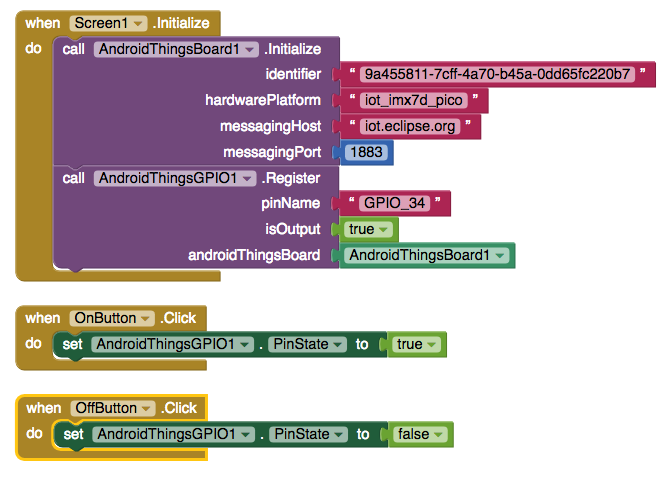 when Screen1 .Initialize
do call AndroidThingsBoard1 .Initialize
identifier " 9a455811-7cff-4a70-b45a-0dd65fc220b7 "
hardwarePlatform " iot_imx7d_pico "
messagingHost " iot.eclipse.org "
messagingPort 1883
call AndroidThingsGPIO1 .Register
pinName " GPIO_34 "
isOutput true
androidThingsBoard AndroidThingsBoard1
when OnButton .Click
do set AndroidThingsGPIO1 . PinState to true
when OffButton .Click
do set AndroidThingsGPIO1 . PinState to false